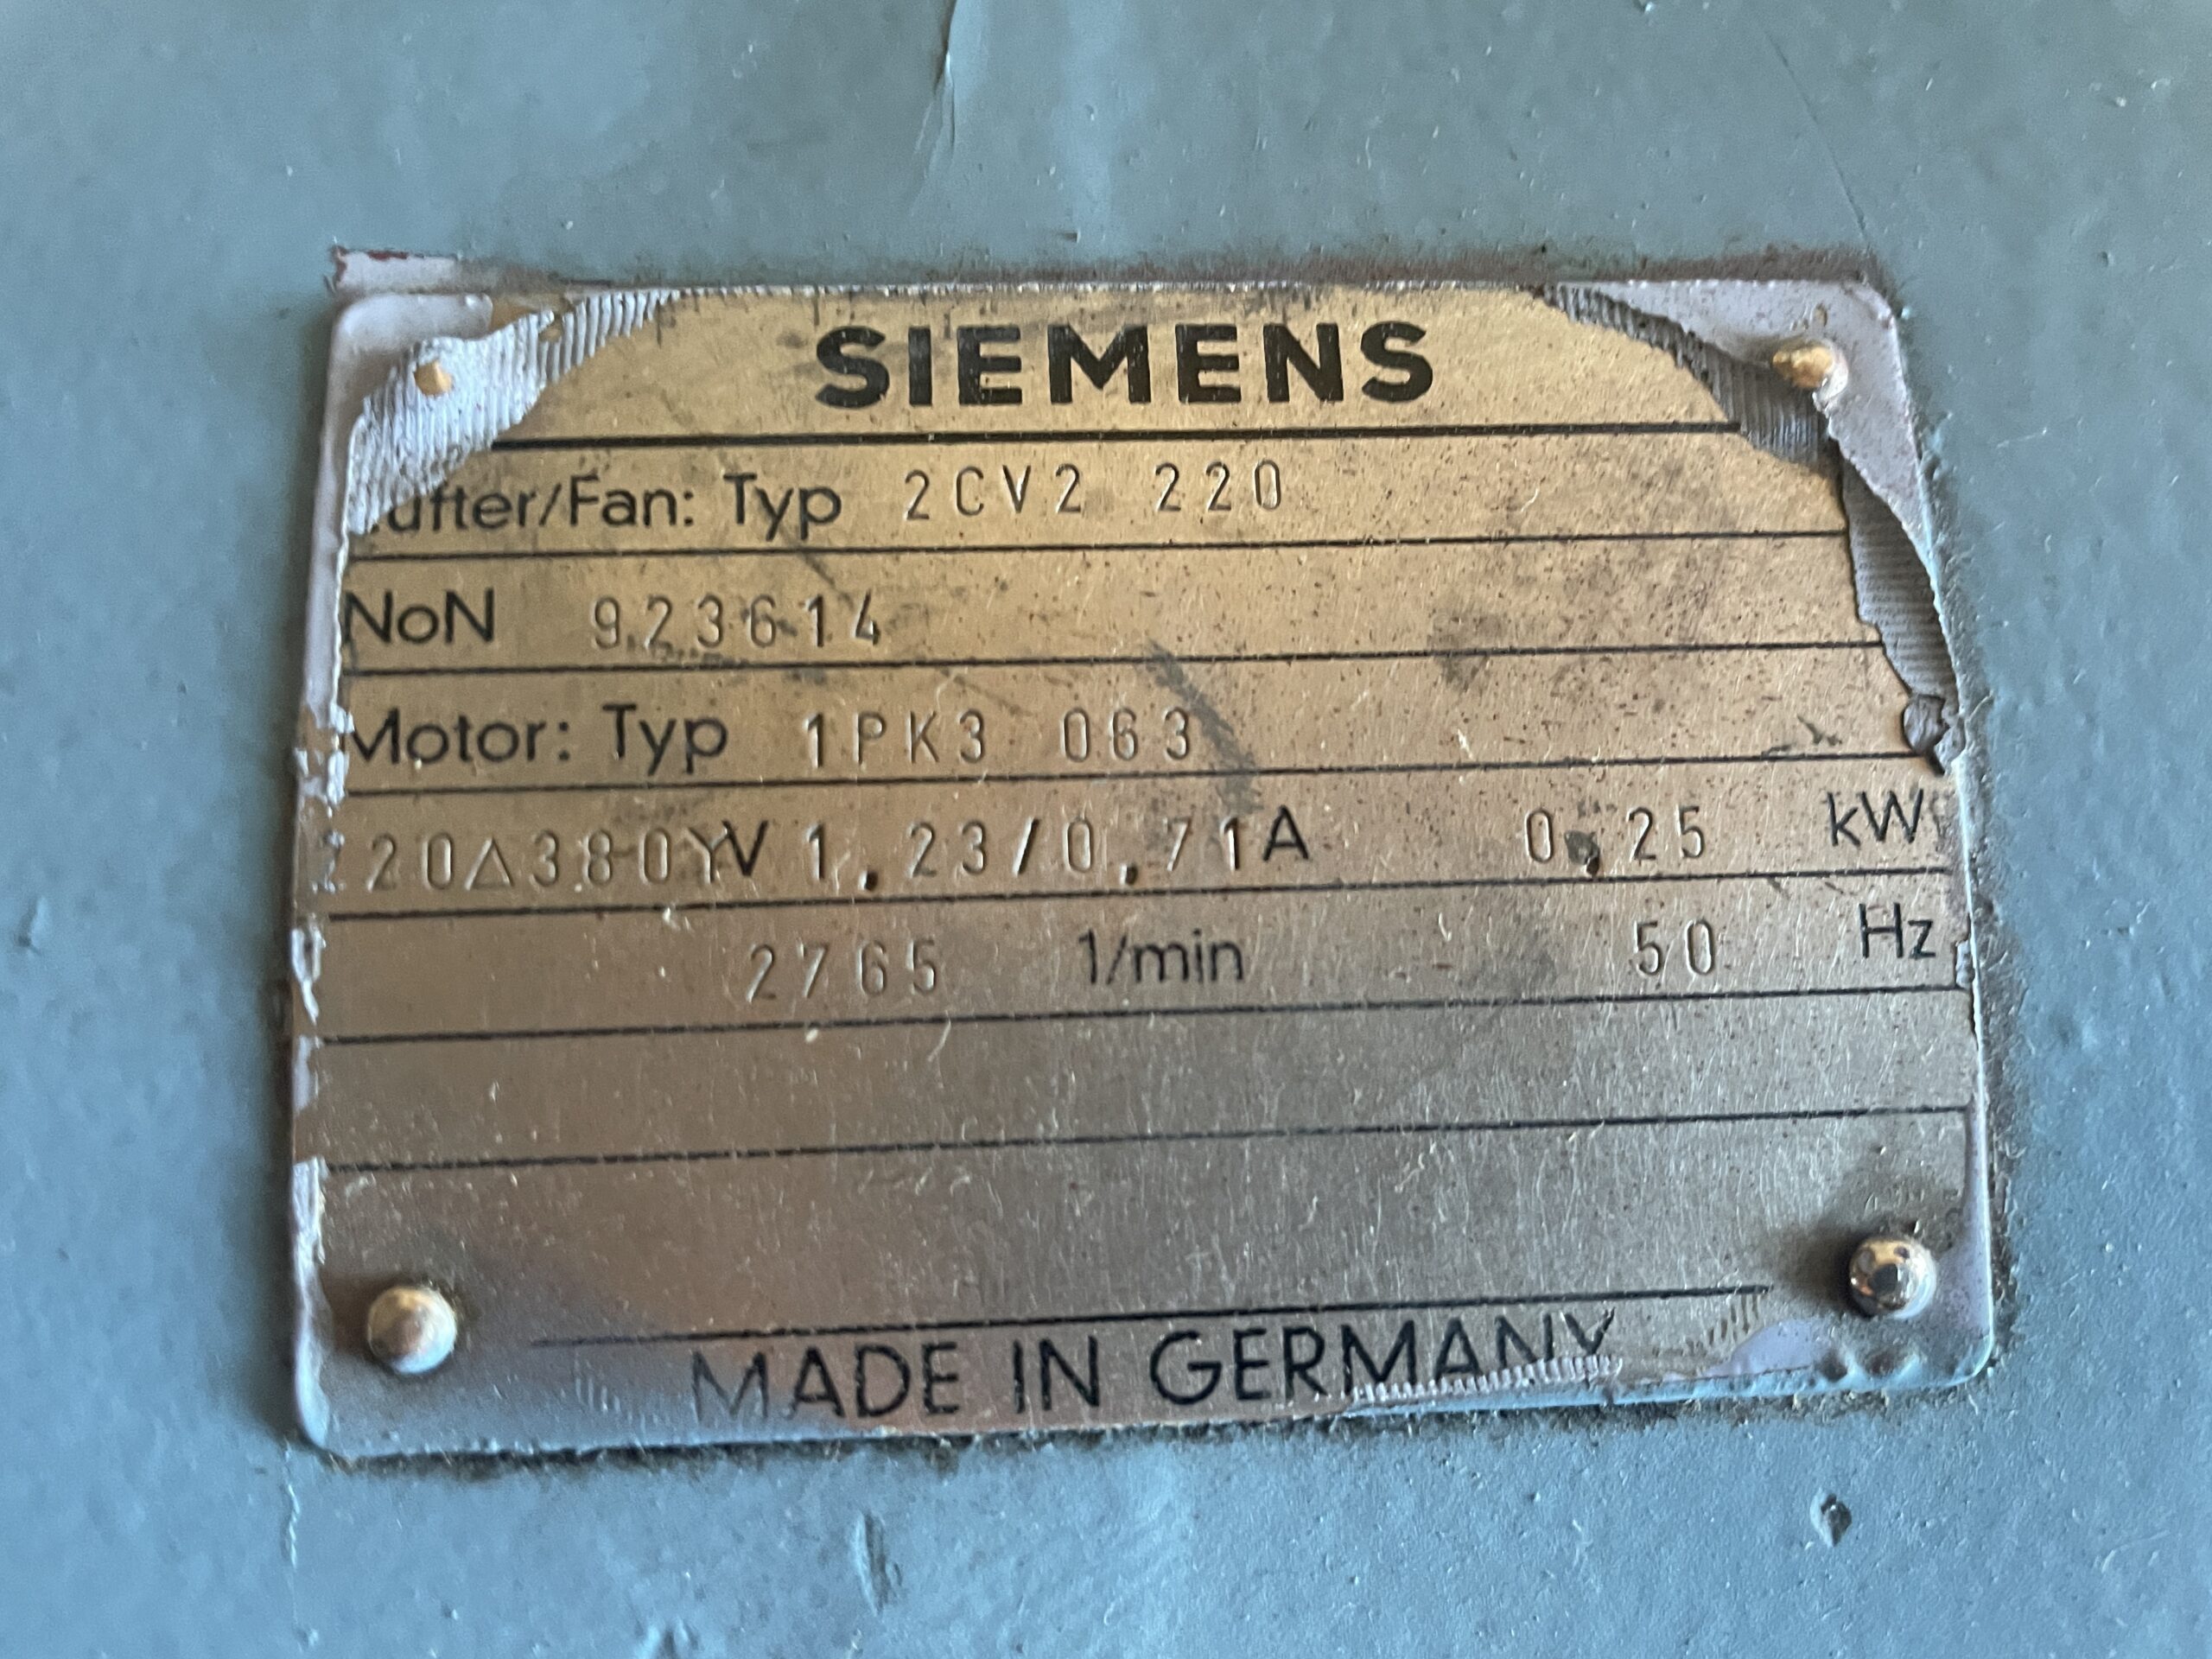 SIEMENS
Lüfter/Fan: Typ 2CV2 220
NoN 923614
Motor: Typ 1PK3 063
220△380YV 1,23/0,71A 0,25 kW
2765 1/min 50 Hz
MADE IN GERMANY